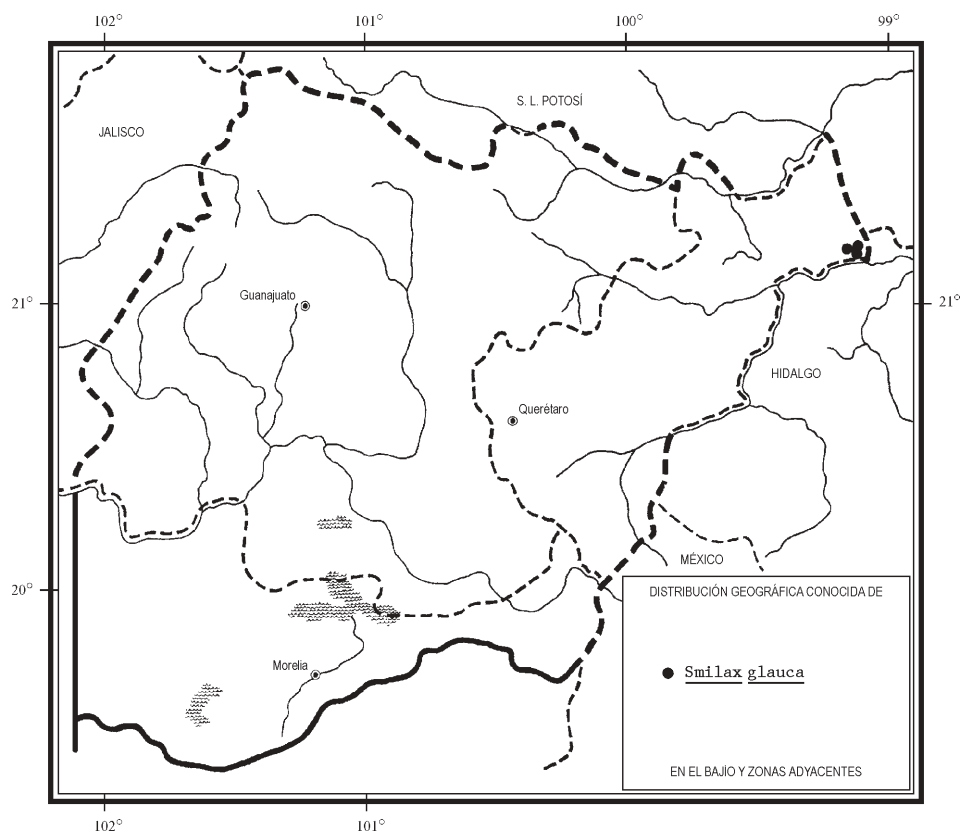 102° 101° 100° 99°
S. L. POTOSÍ
JALISCO
Guanajuato
21° 21°
HIDALGO
Querétaro
MÉXICO
20°
DISTRIBUCIÓN GEOGRÁFICA CONOCIDA DE
Morelia
Smilax glauca
EN EL BAJÍO Y ZONAS ADYACENTES
102° 101°